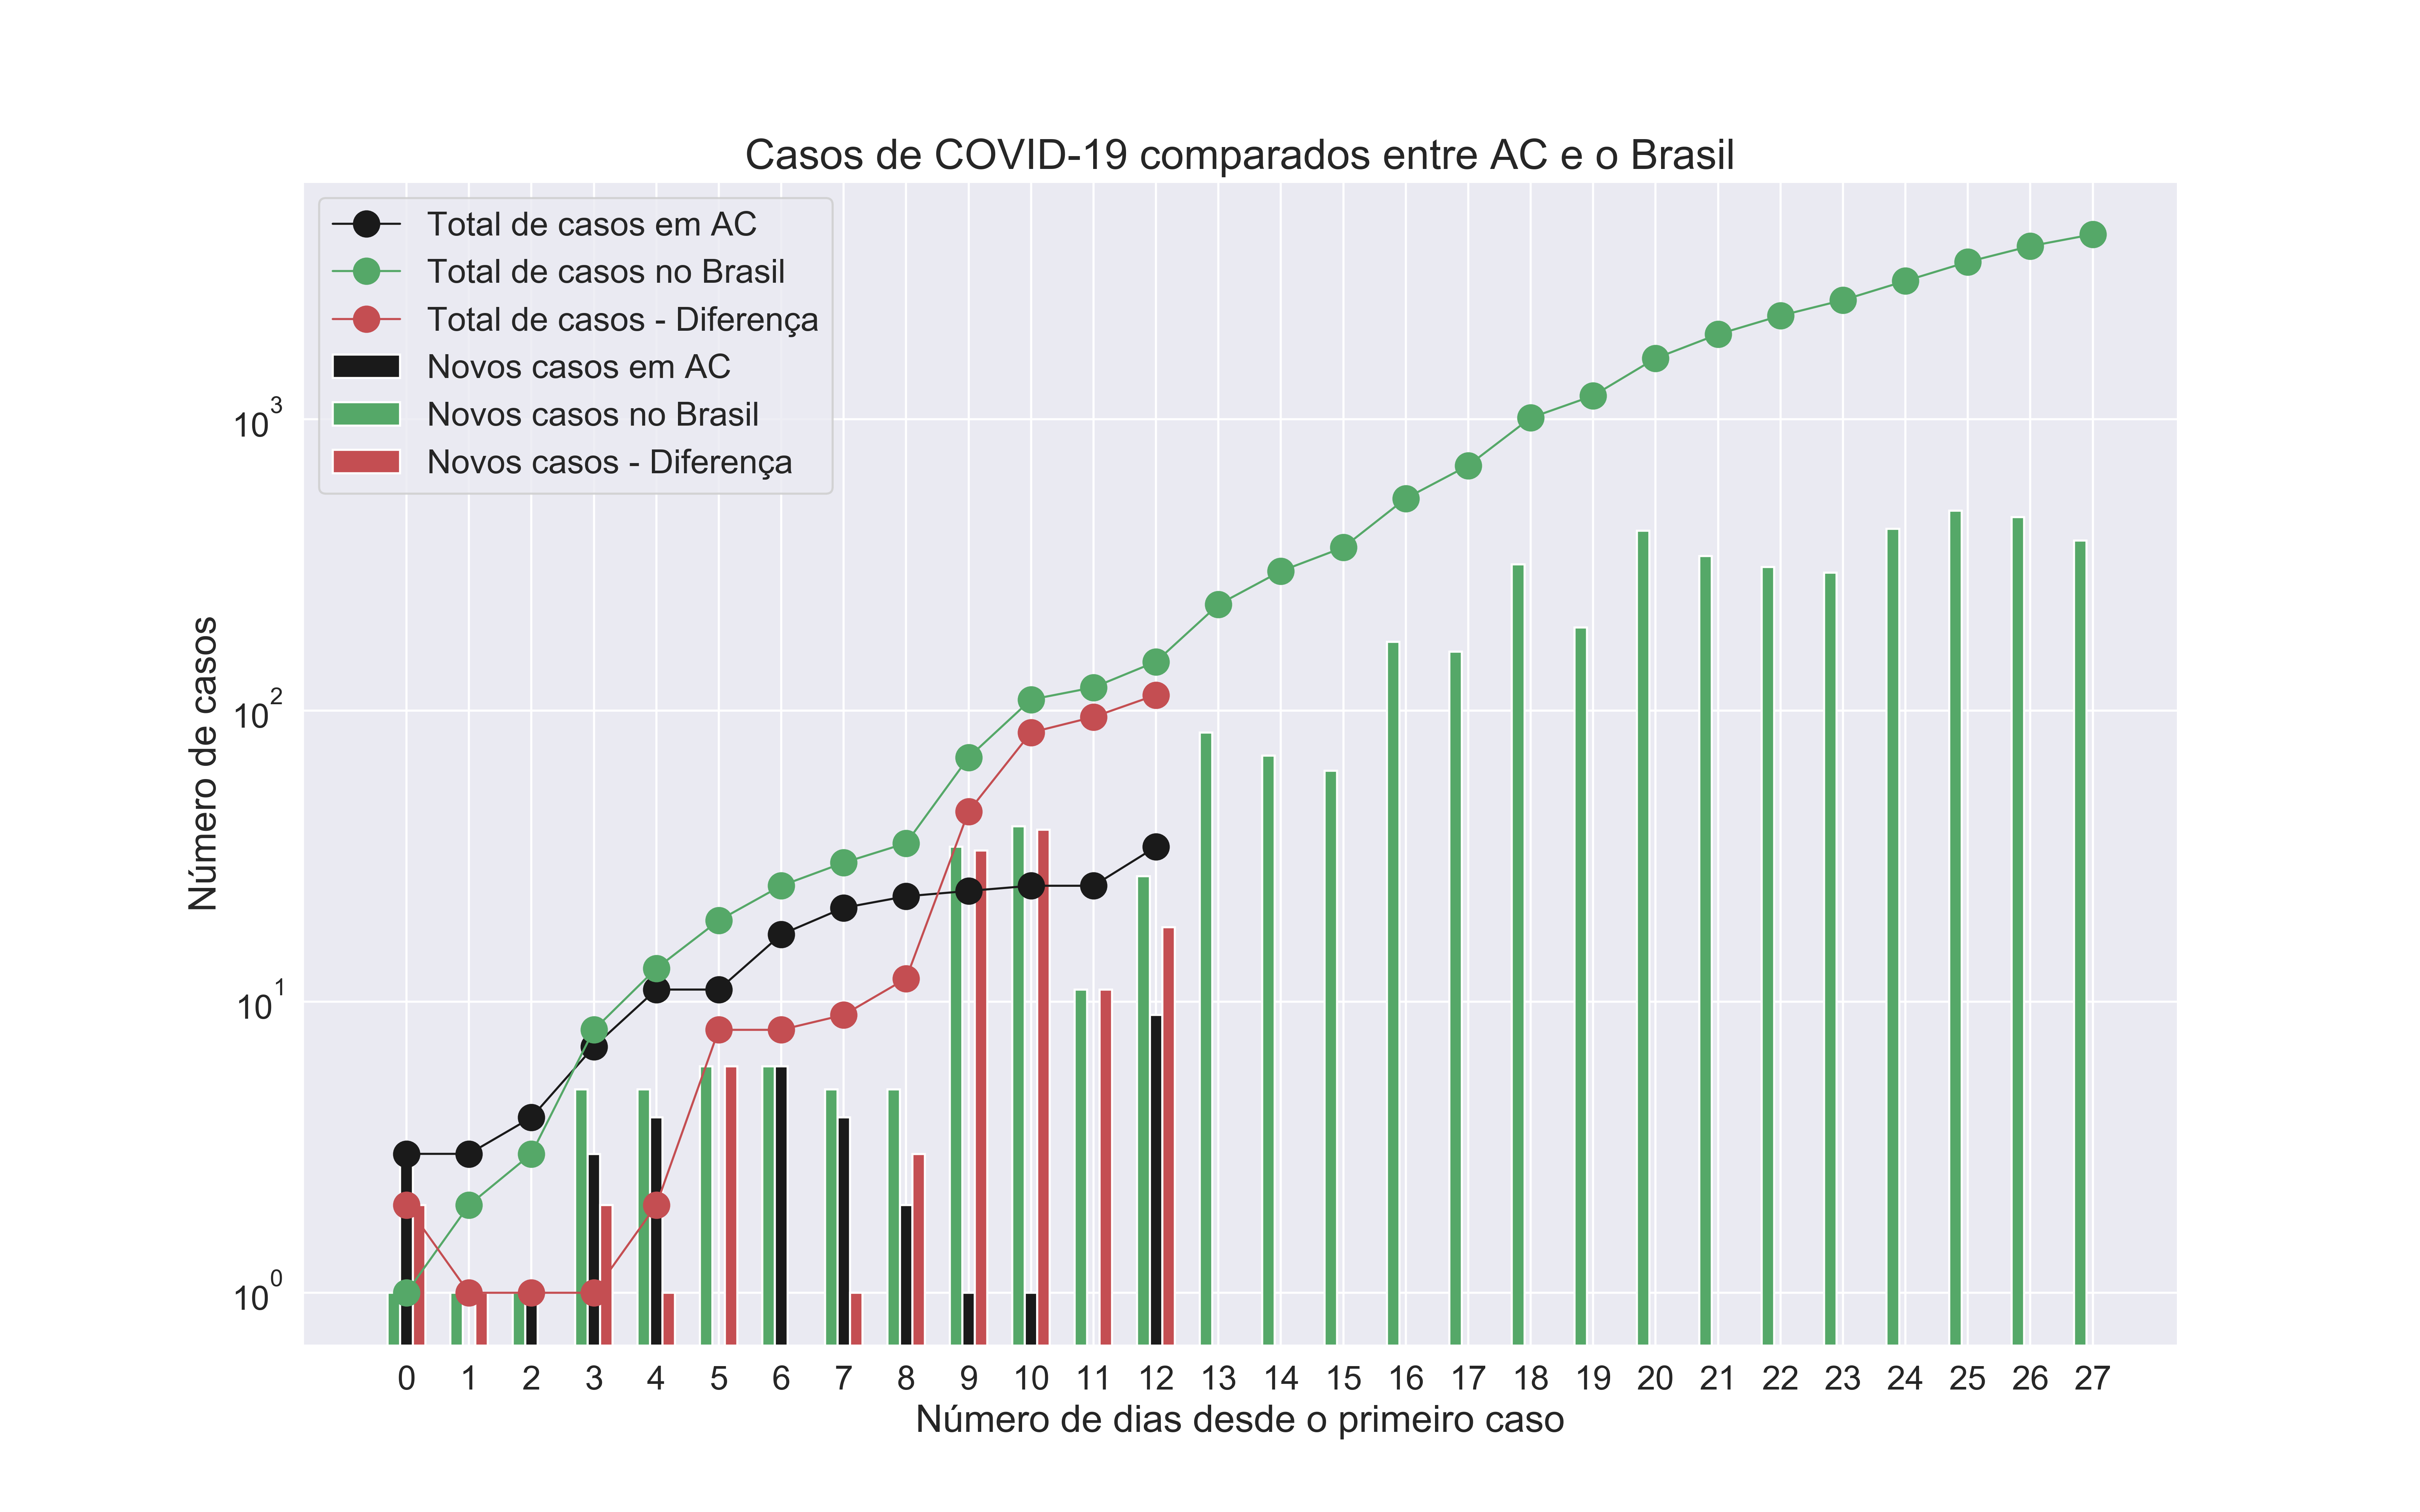 Casos de COVID-19 comparados entre AC e o Brasil
Total de casos em AC
Total de casos no Brasil
Total de casos - Diferença
Novos casos em AC
Novos casos no Brasil
Novos casos - Diferença
Número de casos
10³
10²
10¹
10⁰
0 1 2 3 4 5 6 7 8 9 10 11 12 13 14 15 16 17 18 19 20 21 22 23 24 25 26 27
Número de dias desde o primeiro caso